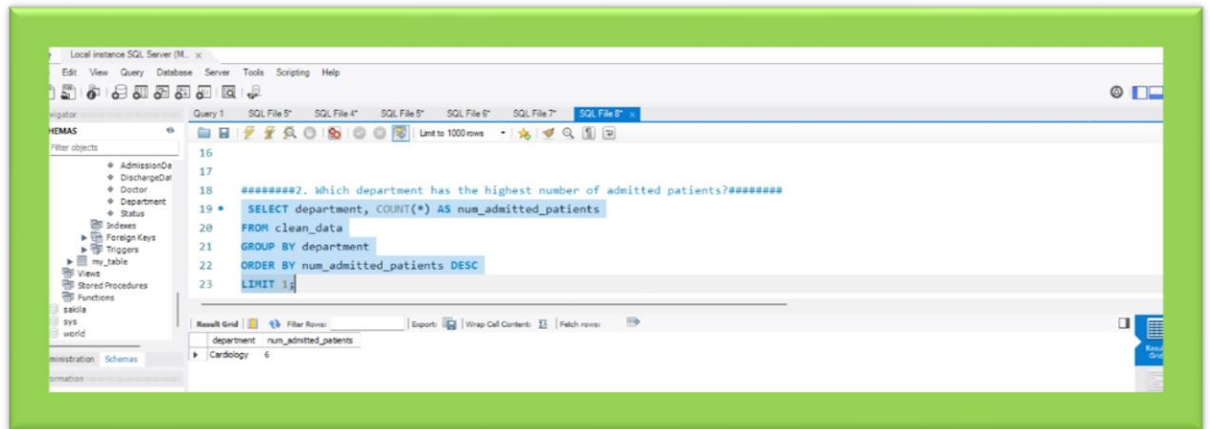 Local instance SQL Server (M... ×
Edit View Query Database Server Tools Scripting Help
Query 1 SQL File 5* SQL File 4* SQL File 5* SQL File 6* SQL File 7* SQL File 8* ×
Limit to 1000 rows
Filter objects
AdmissionDa
DischargeDat
Doctor
Department
Status
Indexes
Foreign Keys
Triggers
my_table
Views
Stored Procedures
Functions
sakila
sys
world
Schemas
16
17
18 ########2. Which department has the highest number of admitted patients?########
19 SELECT department, COUNT(*) AS num_admitted_patients
20 FROM clean_data
21 GROUP BY department
22 ORDER BY num_admitted_patients DESC
23 LIMIT 1;
Result Grid Filter Rows: Export: Wrap Cell Content: Fetch rows:
department num_admitted_patients
Cardiology 6